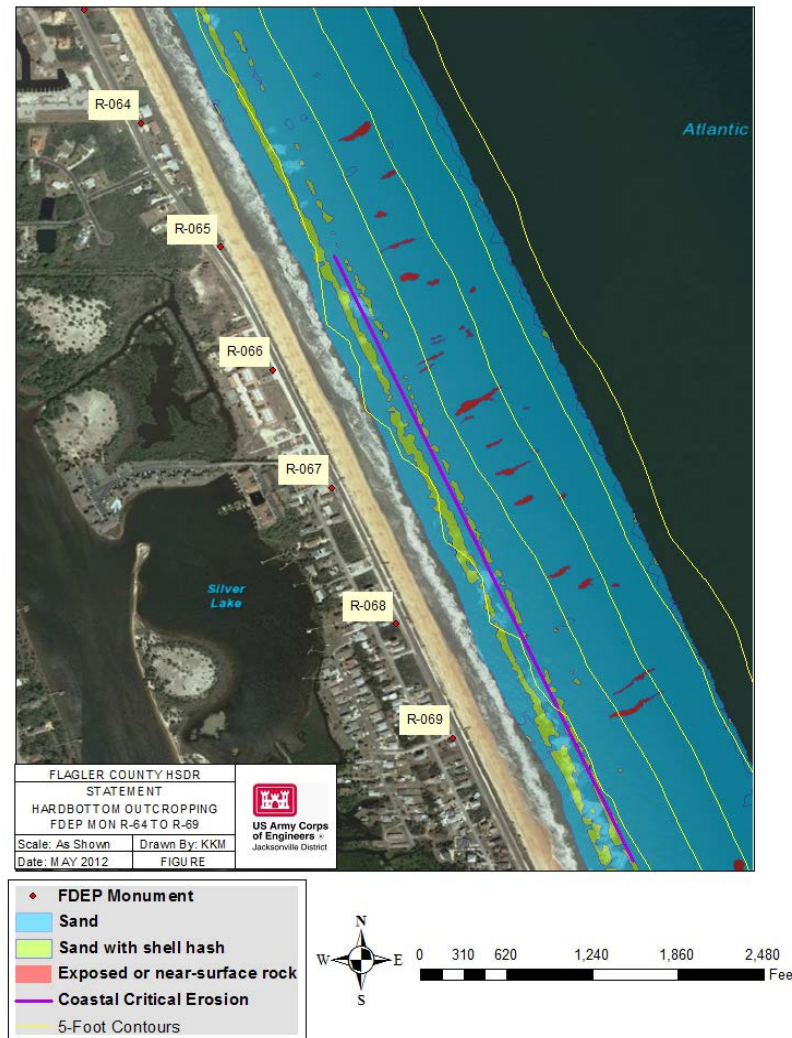 R-064
Atlantic
R-065
R-066
R-067
Silver
Lake
R-068
R-069
FLAGLER COUNTY HSDR
STATEMENT
HARDBOTTOM OUTCROPPING
FDEP MON R-64 TO R-69
Scale: As Shown
Drawn By: KKM
Date: MAY 2012
FIGURE
US Army Corps
of Engineers
Jacksonville District
FDEP Monument
Sand
Sand with shell hash
Exposed or near-surface rock
Coastal Critical Erosion
5-Foot Contours
N
W
E
S
0 310 620 1,240 1,860 2,480
Fee